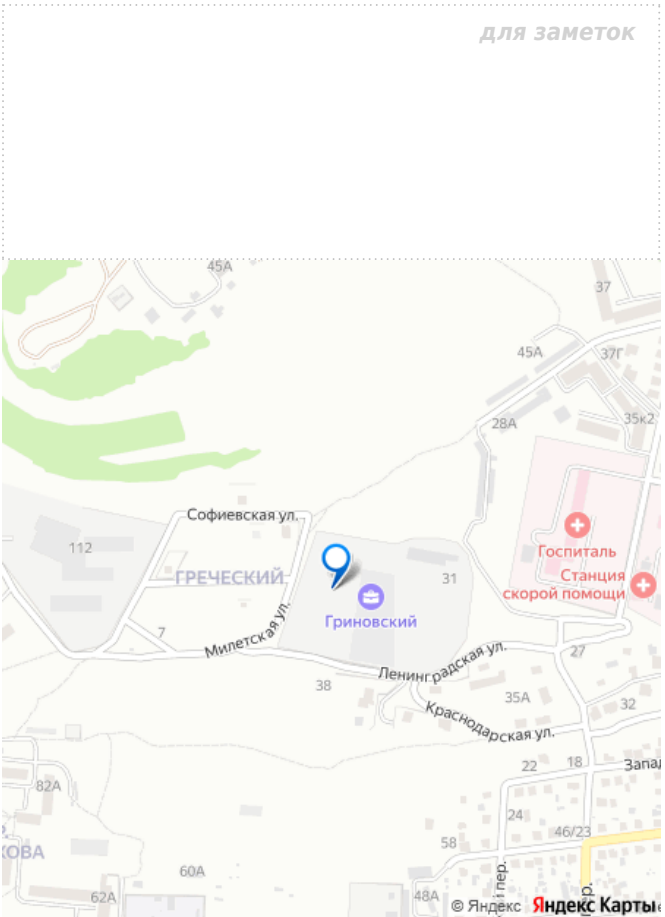 для заметок
45А
37
45А
37Г
35к2
28А
Софиевская ул.
112
Госпиталь
ГРЕЧЕСКИЙ
31
Станция
скорой помощи
Гриновский
7
Милетская ул.
Ленинградская ул.
27
38
35А
32
Краснодарская ул.
22
18
Запад
82А
24
46/23
КОВА
58
60А
62А
48А
й пер.
© Яндекс
Яндекс Карты